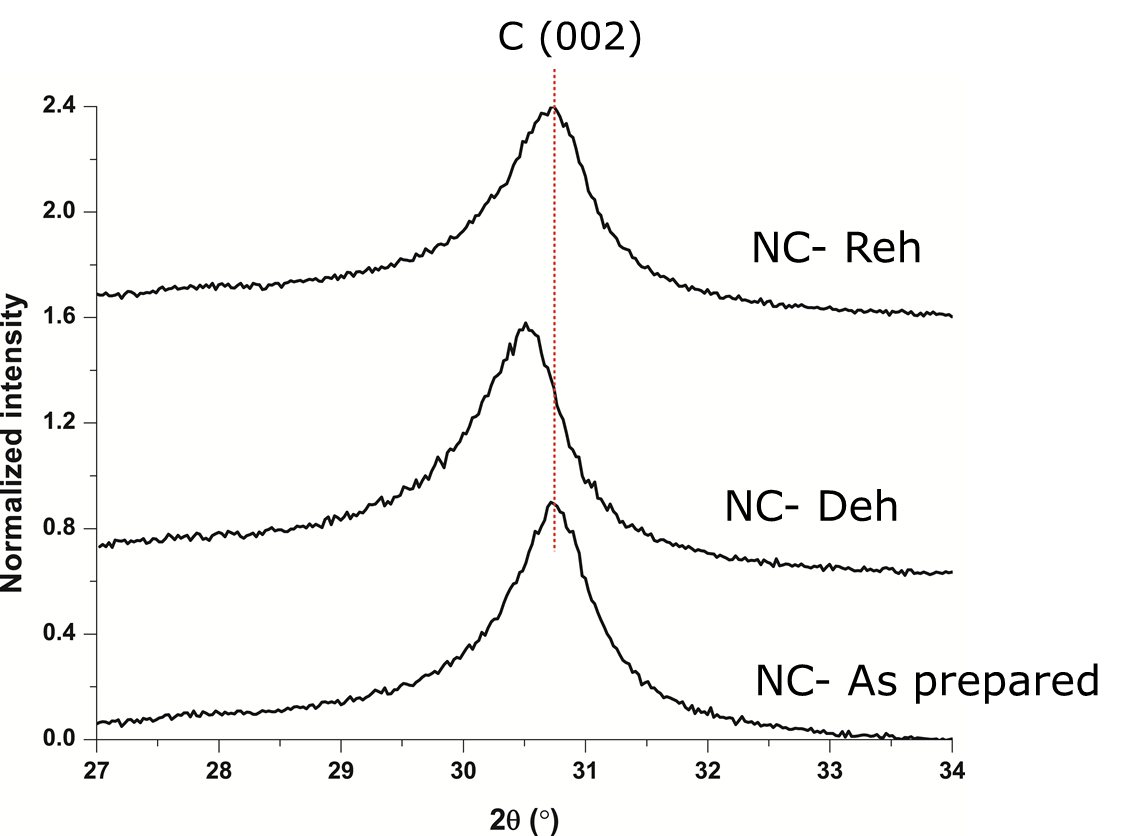 C (002)
2.4
2.0
1.6
1.2
0.8
0.4
0.0
Normalized intensity
NC- Reh
NC- Deh
NC- As prepared
27 28 29 30 31 32 33 34
2θ (°)